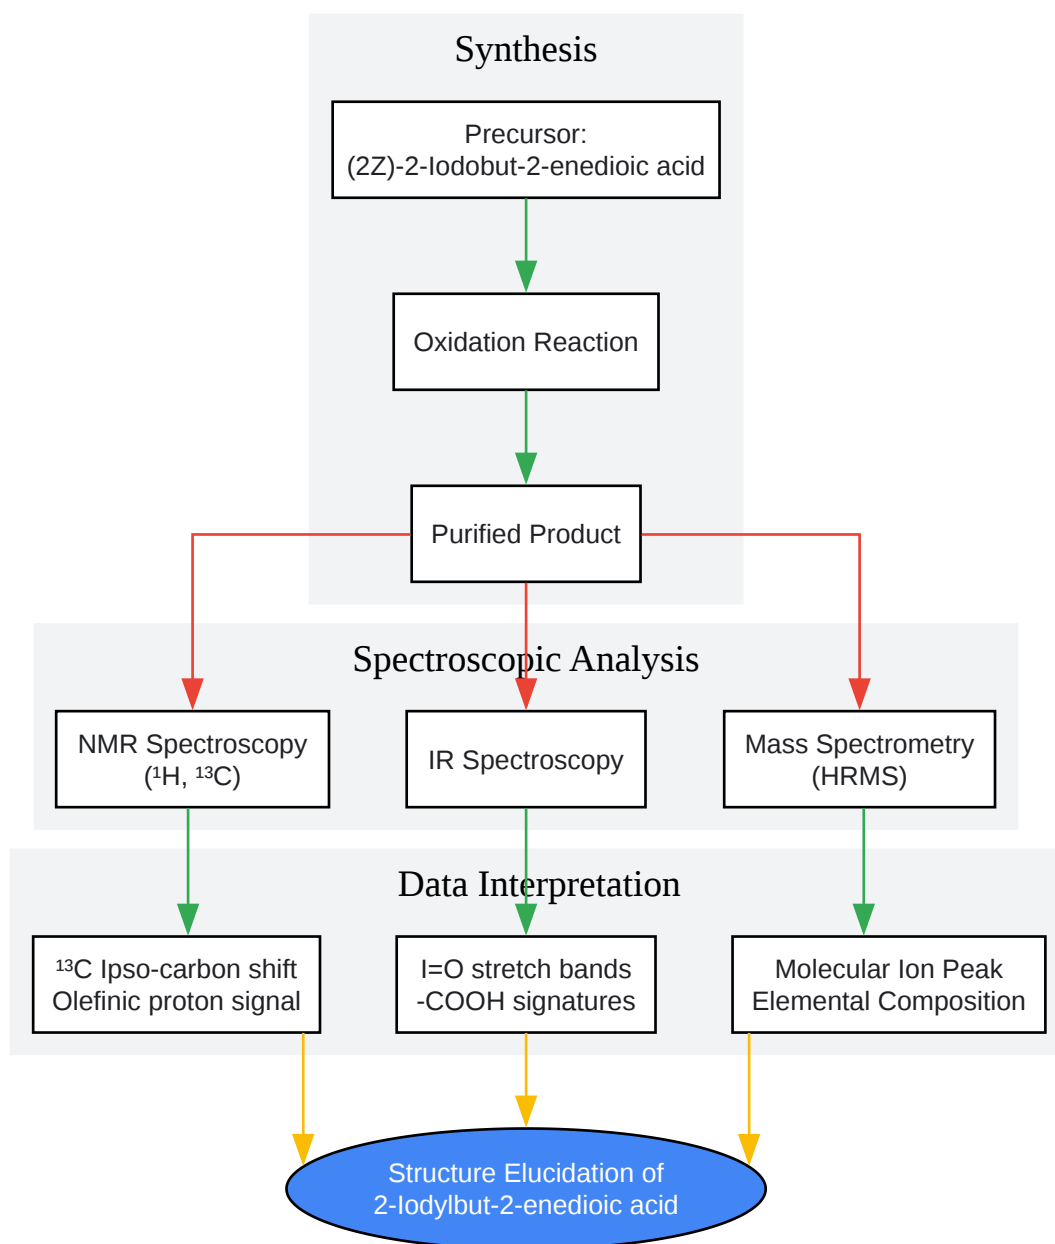 Synthesis
Precursor:
(2Z)-2-Iodobut-2-enedioic acid
Oxidation Reaction
Purified Product
Spectroscopic Analysis
NMR Spectroscopy
(¹H, ¹³C)
IR Spectroscopy
Mass Spectrometry
(HRMS)
Data Interpretation
¹³C Ipso-carbon shift
Olefinic proton signal
I=O stretch bands
-COOH signatures
Molecular Ion Peak
Elemental Composition
Structure Elucidation of
2-Iodylbut-2-enedioic acid